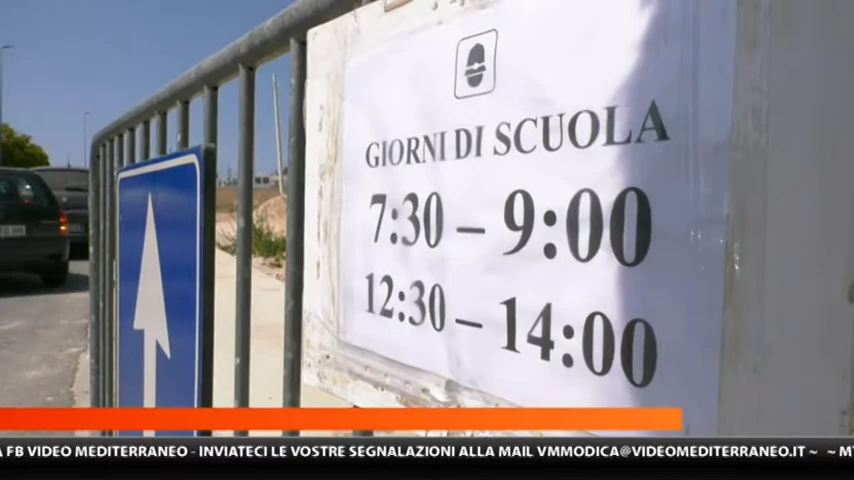 GIORNI DI SCUOLA
7:30 – 9:00
12:30 – 14:00
FB VIDEO MEDITERRANEO - INVIATECI LE VOSTRE SEGNALAZIONI ALLA MAIL VMMODICA@VIDEOMEDITERRANEO.IT ~ ~